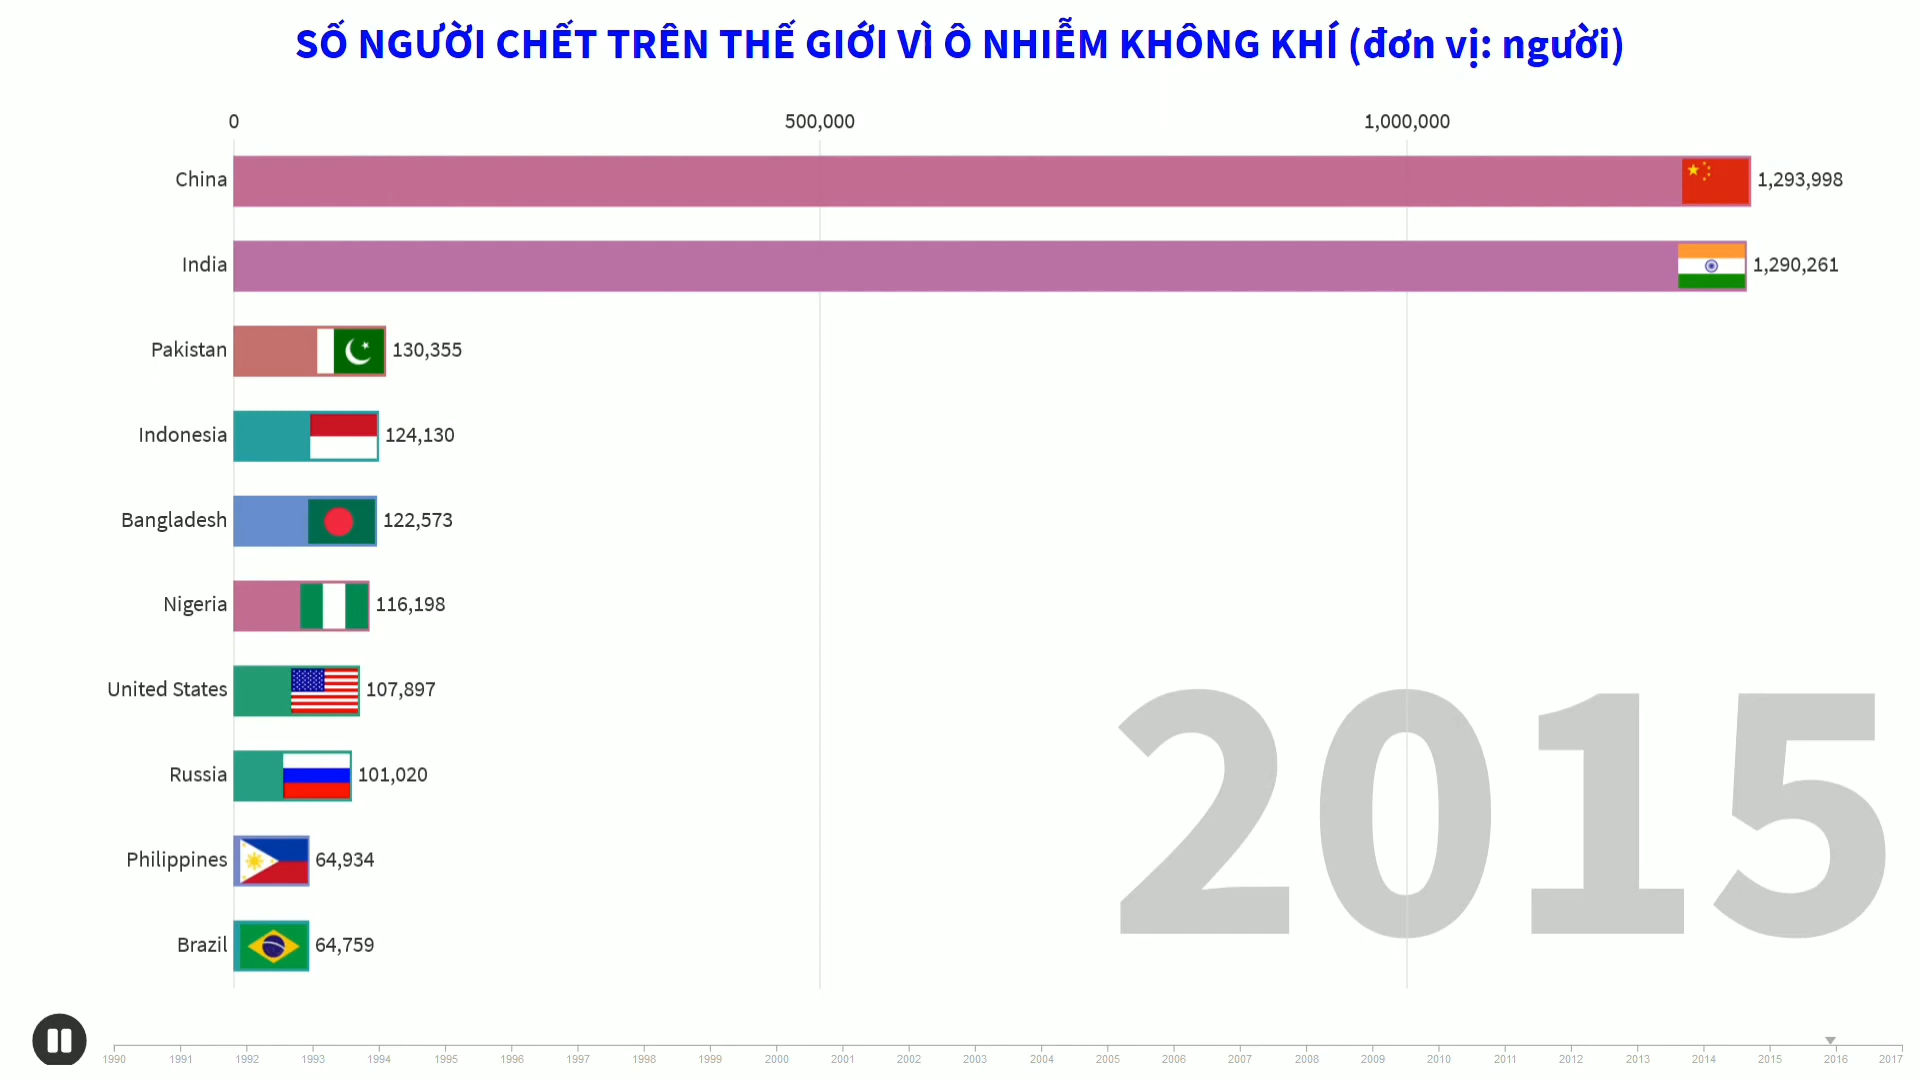 SỐ NGƯỜI CHẾT TRÊN THẾ GIỚI VÌ Ô NHIỄM KHÔNG KHÍ (đơn vị: người)
0 500,000 1,000,000
China 1,293,998
India 1,290,261
Pakistan 130,355
Indonesia 124,130
Bangladesh 122,573
Nigeria 116,198
United States 107,897
Russia 101,020
Philippines 64,934
Brazil 64,759
2015
1990 1991 1992 1993 1994 1995 1996 1997 1998 1999 2000 2001 2002 2003 2004 2005 2006 2007 2008 2009 2010 2011 2012 2013 2014 2015 2016 2017